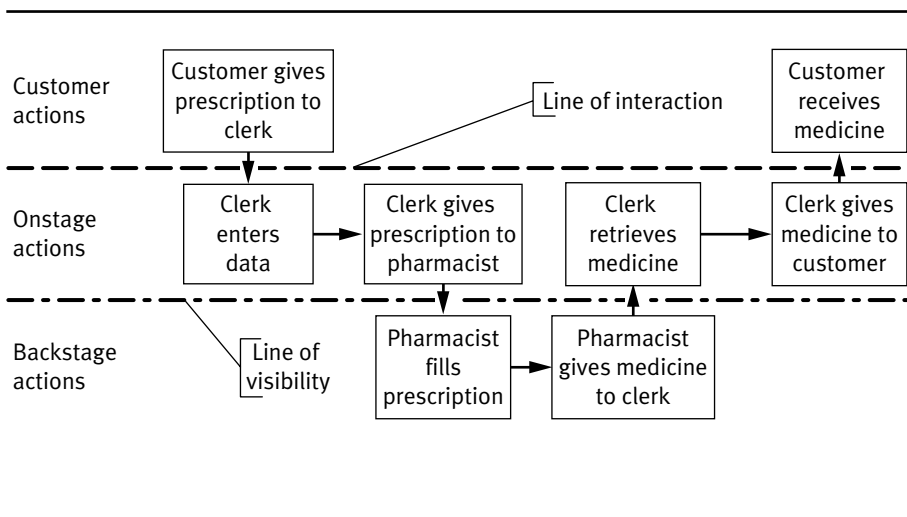 Customer
actions
Customer gives
prescription to
clerk
Line of interaction
Customer
receives
medicine
Onstage
actions
Clerk
enters
data
Clerk gives
prescription to
pharmacist
Clerk
retrieves
medicine
Clerk gives
medicine to
customer
Backstage
actions
Line of
visibility
Pharmacist
fills
prescription
Pharmacist
gives medicine
to clerk